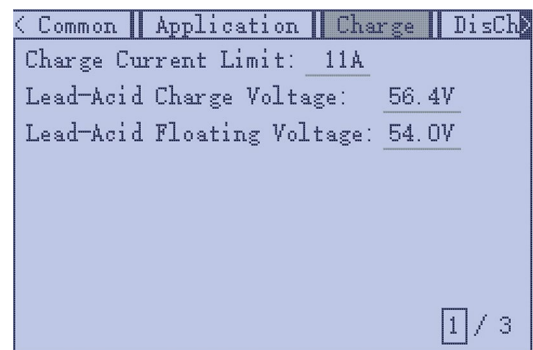 < Common Application Charge DisCh
Charge Current Limit: 11A
Lead-Acid Charge Voltage: 56.4V
Lead-Acid Floating Voltage: 54.0V
1 / 3